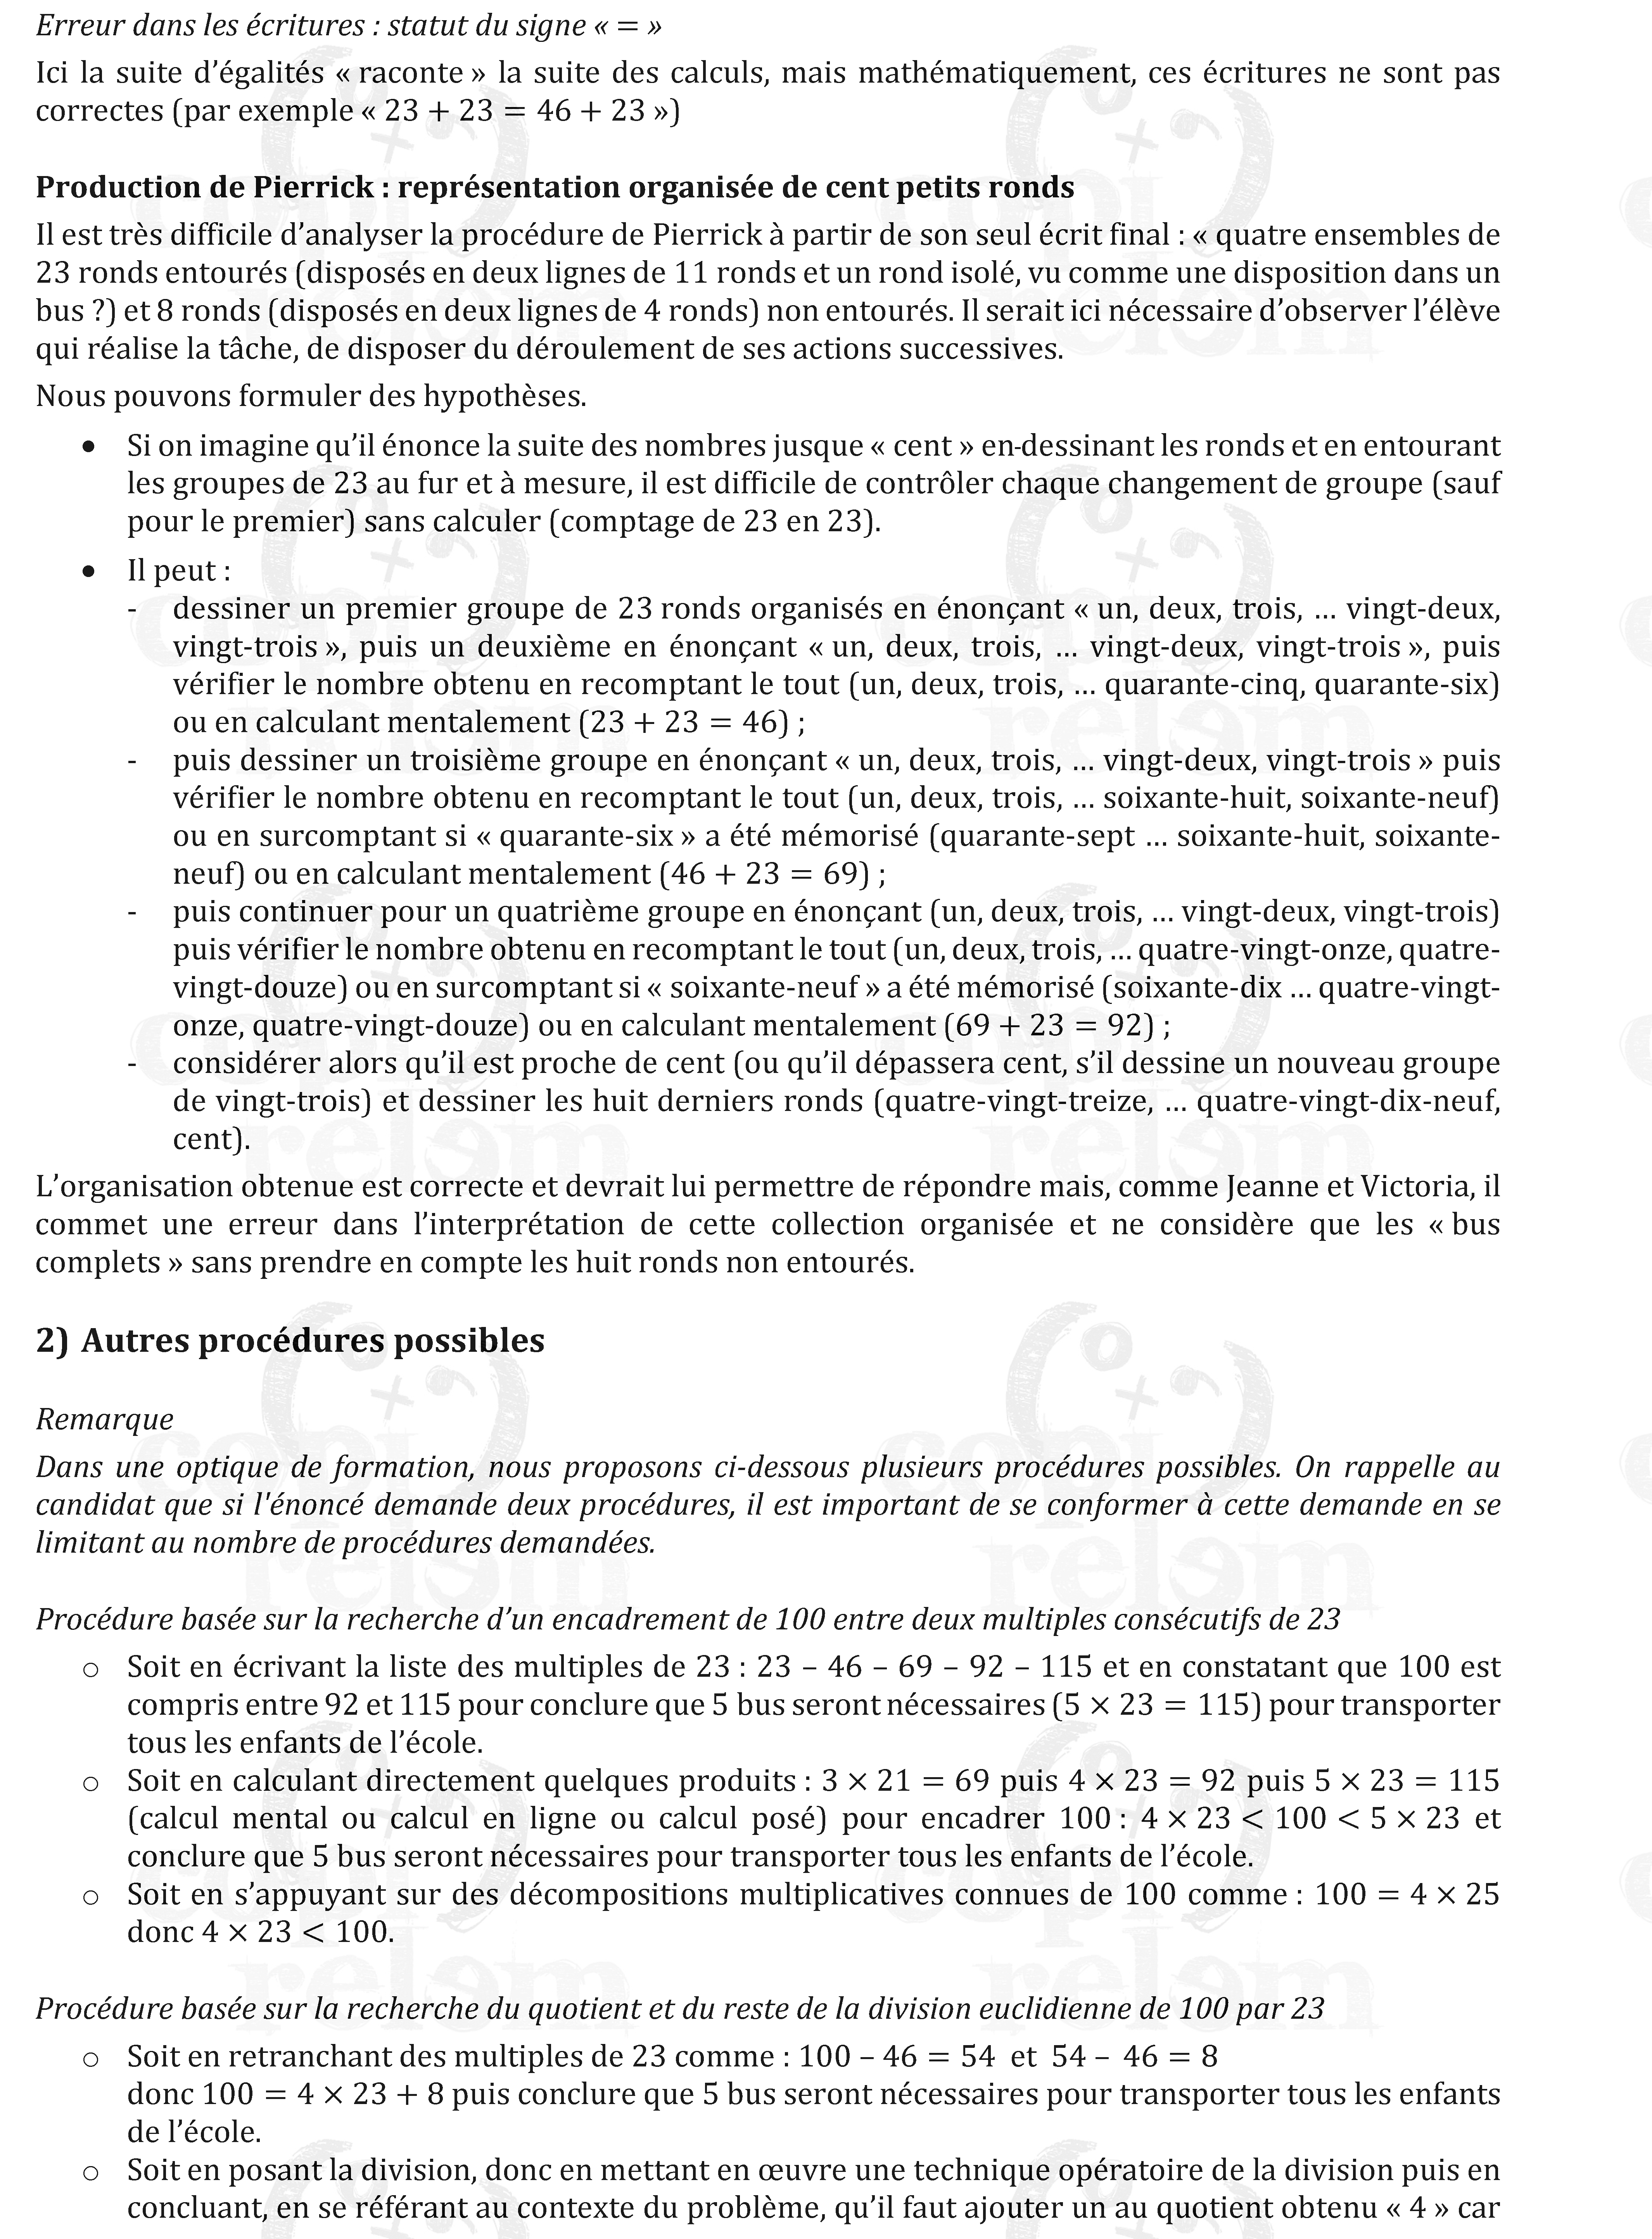 Erreur dans les écritures : statut du signe « = »
Ici la suite d’égalités « raconte » la suite des calculs, mais mathématiquement, ces écritures ne sont pas
correctes (par exemple « 23 + 23 = 46 + 23 »)
Production de Pierrick : représentation organisée de cent petits ronds
Il est très difficile d’analyser la procédure de Pierrick à partir de son seul écrit final : « quatre ensembles de
23 ronds entourés (disposés en deux lignes de 11 ronds et un rond isolé, vu comme une disposition dans un
bus ?) et 8 ronds (disposés en deux lignes de 4 ronds) non entourés. Il serait ici nécessaire d’observer l’élève
qui réalise la tâche, de disposer du déroulement de ses actions successives.
Nous pouvons formuler des hypothèses.
• Si on imagine qu’il énonce la suite des nombres jusque « cent » en-dessinant les ronds et en entourant
les groupes de 23 au fur et à mesure, il est difficile de contrôler chaque changement de groupe (sauf
pour le premier) sans calculer (comptage de 23 en 23).
• Il peut :
- dessiner un premier groupe de 23 ronds organisés en énonçant « un, deux, trois, … vingt-deux,
vingt-trois », puis un deuxième en énonçant « un, deux, trois, … vingt-deux, vingt-trois », puis
vérifier le nombre obtenu en recomptant le tout (un, deux, trois, … quarante-cinq, quarante-six)
ou en calculant mentalement (23 + 23 = 46) ;
- puis dessiner un troisième groupe en énonçant « un, deux, trois, … vingt-deux, vingt-trois » puis
vérifier le nombre obtenu en recomptant le tout (un, deux, trois, … soixante-huit, soixante-neuf)
ou en surcomptant si « quarante-six » a été mémorisé (quarante-sept … soixante-huit, soixante-
neuf) ou en calculant mentalement (46 + 23 = 69) ;
- puis continuer pour un quatrième groupe en énonçant (un, deux, trois, … vingt-deux, vingt-trois)
puis vérifier le nombre obtenu en recomptant le tout (un, deux, trois, … quatre-vingt-onze, quatre-
vingt-douze) ou en surcomptant si « soixante-neuf » a été mémorisé (soixante-dix … quatre-vingt-
onze, quatre-vingt-douze) ou en calculant mentalement (69 + 23 = 92) ;
- considérer alors qu’il est proche de cent (ou qu’il dépassera cent, s’il dessine un nouveau groupe
de vingt-trois) et dessiner les huit derniers ronds (quatre-vingt-treize, … quatre-vingt-dix-neuf,
cent).
L’organisation obtenue est correcte et devrait lui permettre de répondre mais, comme Jeanne et Victoria, il
commet une erreur dans l’interprétation de cette collection organisée et ne considère que les « bus
complets » sans prendre en compte les huit ronds non entourés.
2) Autres procédures possibles
Remarque
Dans une optique de formation, nous proposons ci-dessous plusieurs procédures possibles. On rappelle au
candidat que si l'énoncé demande deux procédures, il est important de se conformer à cette demande en se
limitant au nombre de procédures demandées.
Procédure basée sur la recherche d’un encadrement de 100 entre deux multiples consécutifs de 23
○ Soit en écrivant la liste des multiples de 23 : 23 – 46 – 69 – 92 – 115 et en constatant que 100 est
compris entre 92 et 115 pour conclure que 5 bus seront nécessaires (5 × 23 = 115) pour transporter
tous les enfants de l’école.
○ Soit en calculant directement quelques produits : 3 × 21 = 69 puis 4 × 23 = 92 puis 5 × 23 = 115
(calcul mental ou calcul en ligne ou calcul posé) pour encadrer 100 : 4 × 23 < 100 < 5 × 23 et
conclure que 5 bus seront nécessaires pour transporter tous les enfants de l’école.
○ Soit en s’appuyant sur des décompositions multiplicatives connues de 100 comme : 100 = 4 × 25
donc 4 × 23 < 100.
Procédure basée sur la recherche du quotient et du reste de la division euclidienne de 100 par 23
○ Soit en retranchant des multiples de 23 comme : 100 – 46 = 54 et 54 – 46 = 8
donc 100 = 4 × 23 + 8 puis conclure que 5 bus seront nécessaires pour transporter tous les enfants
de l’école.
○ Soit en posant la division, donc en mettant en œuvre une technique opératoire de la division puis en
concluant, en se référant au contexte du problème, qu’il faut ajouter un au quotient obtenu « 4 » car